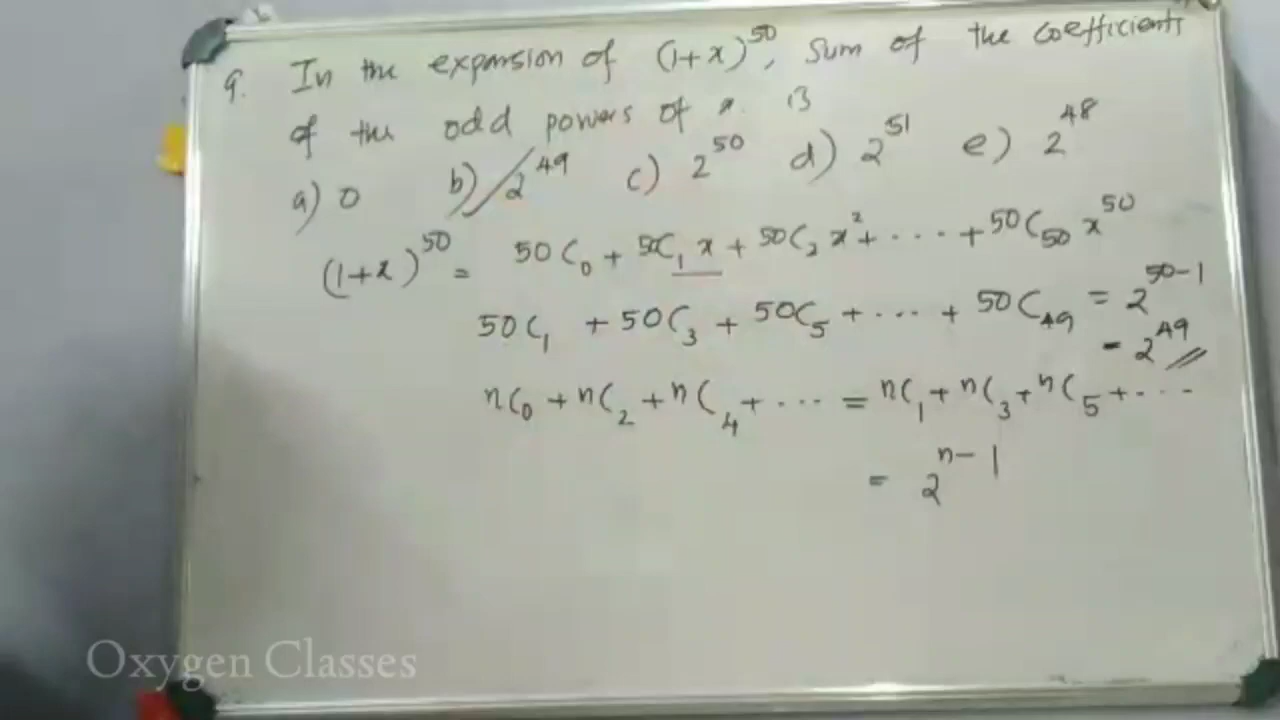 9. In the expansion of (1+x)^50, Sum of the Coefficients
of the odd powers of x. is
a) 0 b) 2^49 c) 2^50 d) 2^51 e) 2^48
(1+x)^50 = 50C₀ + 50C₁ x + 50C₂ x² + .... + 50C₅₀ x^50
50C₁ + 50C₃ + 50C₅ + ... + 50C₄₉ = 2^50-1
= 2^49
nC₀ + nC₂ + nC₄ + ... = nC₁ + nC₃ + nC₅ + ...
= 2^n-1
Oxygen Classes